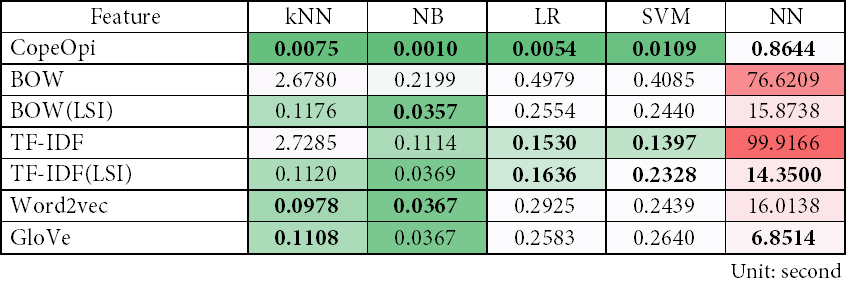 Feature kNN NB LR SVM NN
CopeOpi 0.0075 0.0010 0.0054 0.0109 0.8644
BOW 2.6780 0.2199 0.4979 0.4085 76.6209
BOW(LSI) 0.1176 0.0357 0.2554 0.2440 15.8738
TF-IDF 2.7285 0.1114 0.1530 0.1397 99.9166
TF-IDF(LSI) 0.1120 0.0369 0.1636 0.2328 14.3500
Word2vec 0.0978 0.0367 0.2925 0.2439 16.0138
GloVe 0.1108 0.0367 0.2583 0.2640 6.8514
Unit: second